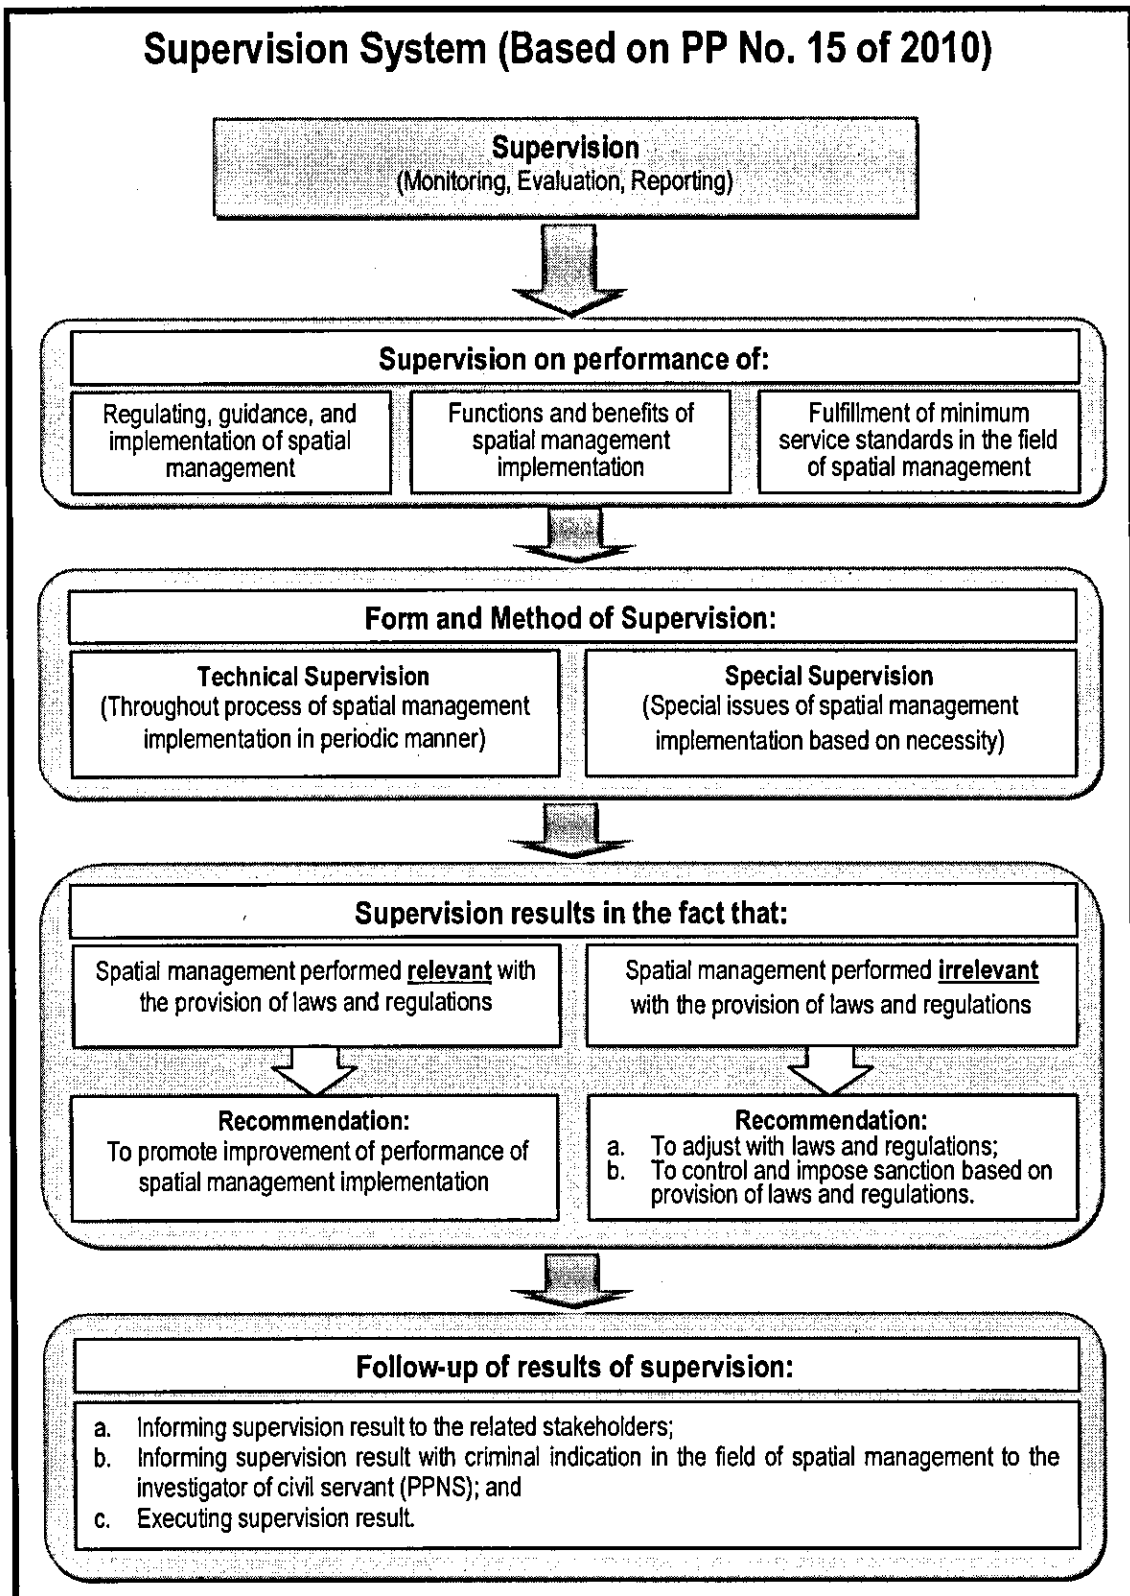 Supervision System (Based on PP No. 15 of 2010)
Supervision
(Monitoring, Evaluation, Reporting)
Supervision on performance of:
Regulating, guidance, and
implementation of spatial
management
Functions and benefits of
spatial management
implementation
Fulfillment of minimum
service standards in the field
of spatial management
Form and Method of Supervision:
Technical Supervision
(Throughout process of spatial management
implementation in periodic manner)
Special Supervision
(Special issues of spatial management
implementation based on necessity)
Supervision results in the fact that:
Spatial management performed relevant with
the provision of laws and regulations
Spatial management performed irrelevant
with the provision of laws and regulations
Recommendation:
To promote improvement of performance of
spatial management implementation
Recommendation:
a. To adjust with laws and regulations;
b. To control and impose sanction based on
provision of laws and regulations.
Follow-up of results of supervision:
a. Informing supervision result to the related stakeholders;
b. Informing supervision result with criminal indication in the field of spatial management to the
investigator of civil servant (PPNS); and
c. Executing supervision result.